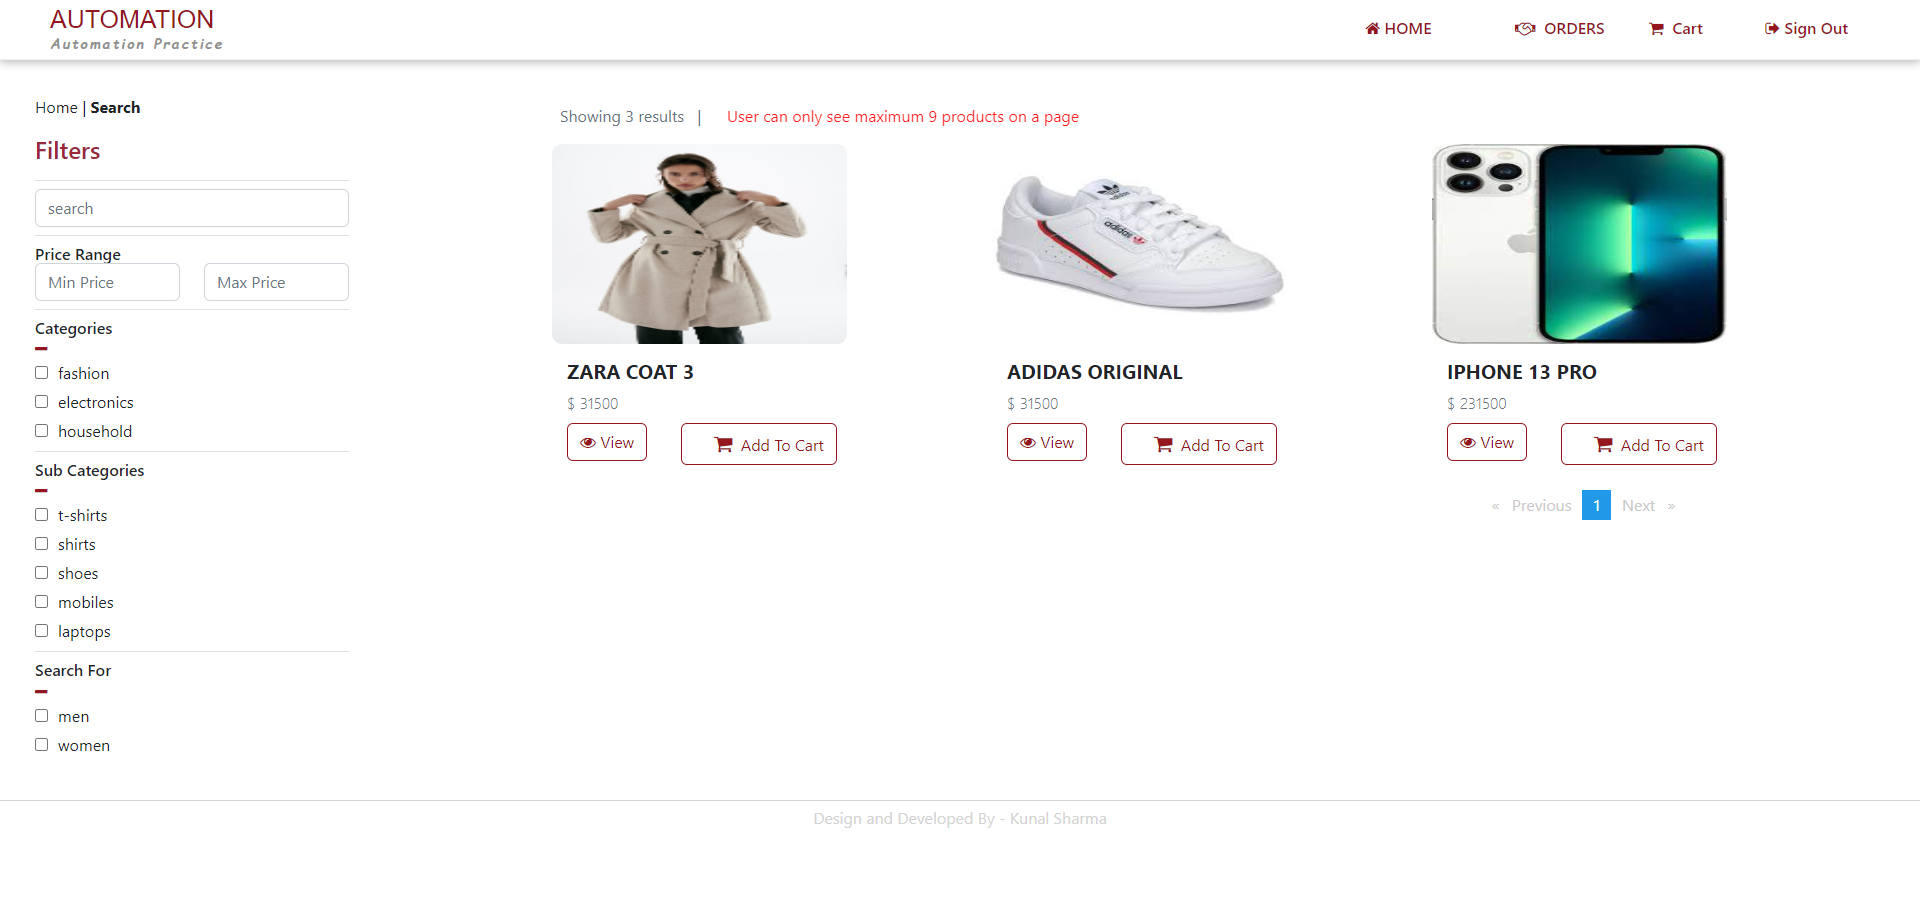 AUTOMATION
Automation Practice
HOME
ORDERS
Cart
Sign Out
Home | Search
Filters
search
Price Range
Min Price
Max Price
Categories
fashion
electronics
household
Sub Categories
t-shirts
shirts
shoes
mobiles
laptops
Search For
men
women
Showing 3 results |
User can only see maximum 9 products on a page
ZARA COAT 3
$ 31500
View
Add To Cart
adidas
adidas
ADIDAS ORIGINAL
$ 31500
View
Add To Cart
IPHONE 13 PRO
$ 231500
View
Add To Cart
« Previous 1 Next »
Design and Developed By - Kunal Sharma